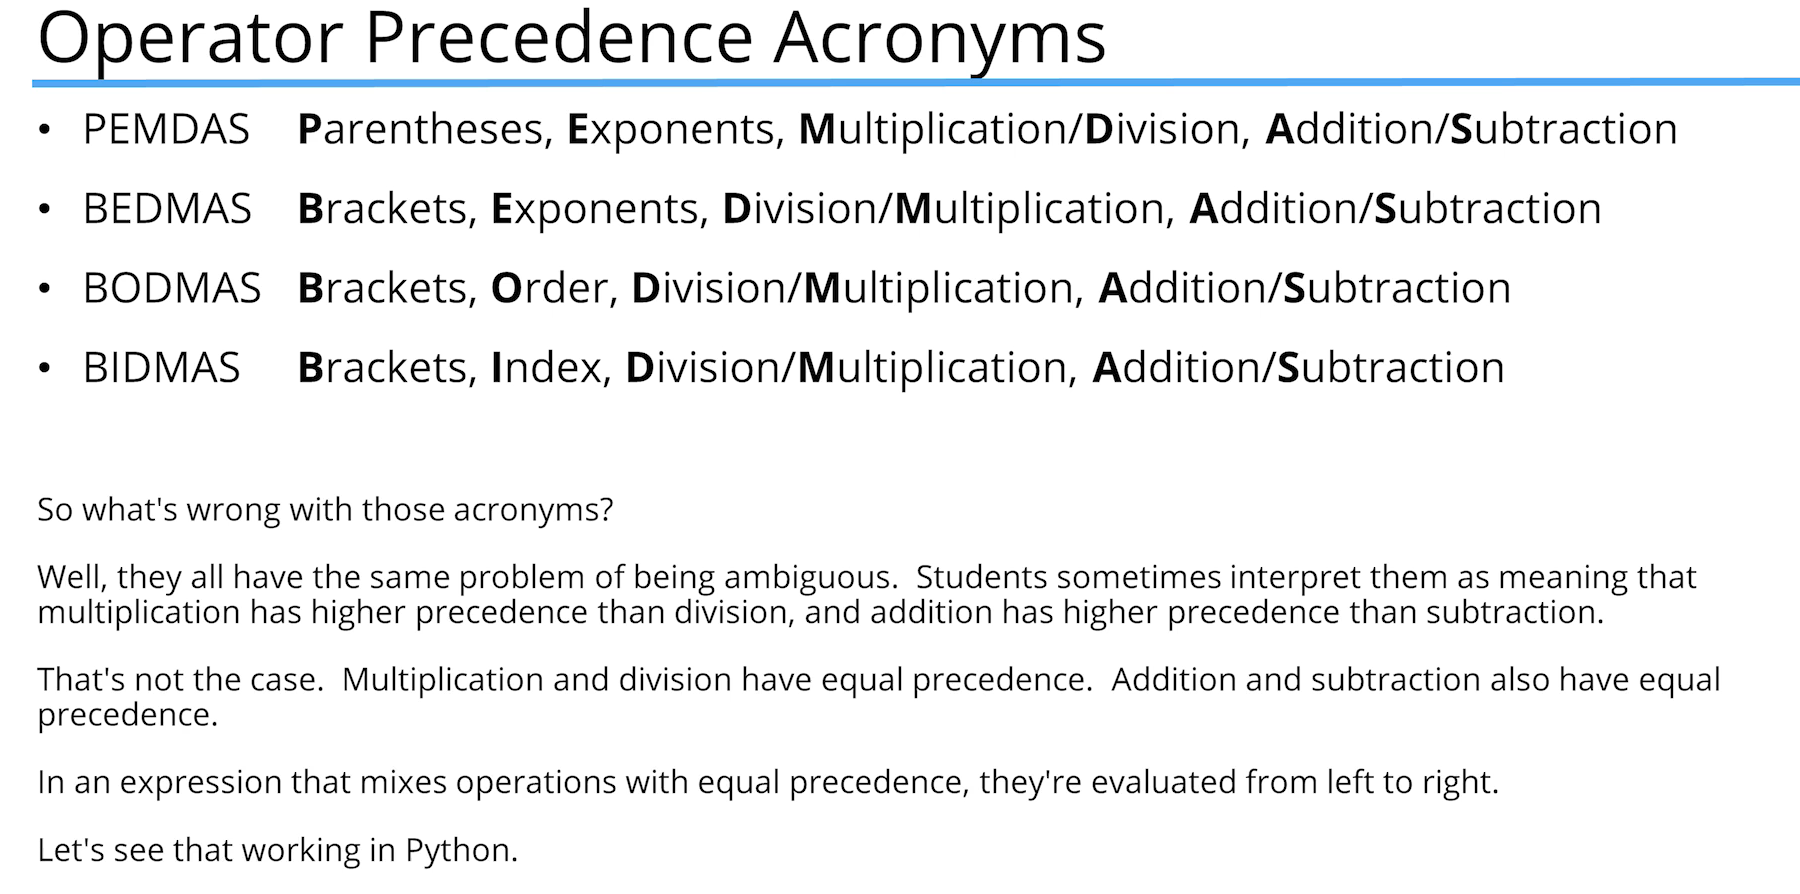 Operator Precedence Acronyms
• PEMDAS Parentheses, Exponents, Multiplication/Division, Addition/Subtraction
• BEDMAS Brackets, Exponents, Division/Multiplication, Addition/Subtraction
• BODMAS Brackets, Order, Division/Multiplication, Addition/Subtraction
• BIDMAS Brackets, Index, Division/Multiplication, Addition/Subtraction
So what's wrong with those acronyms?
Well, they all have the same problem of being ambiguous.  Students sometimes interpret them as meaning that
multiplication has higher precedence than division, and addition has higher precedence than subtraction.
That's not the case.  Multiplication and division have equal precedence.  Addition and subtraction also have equal
precedence.
In an expression that mixes operations with equal precedence, they're evaluated from left to right.
Let's see that working in Python.